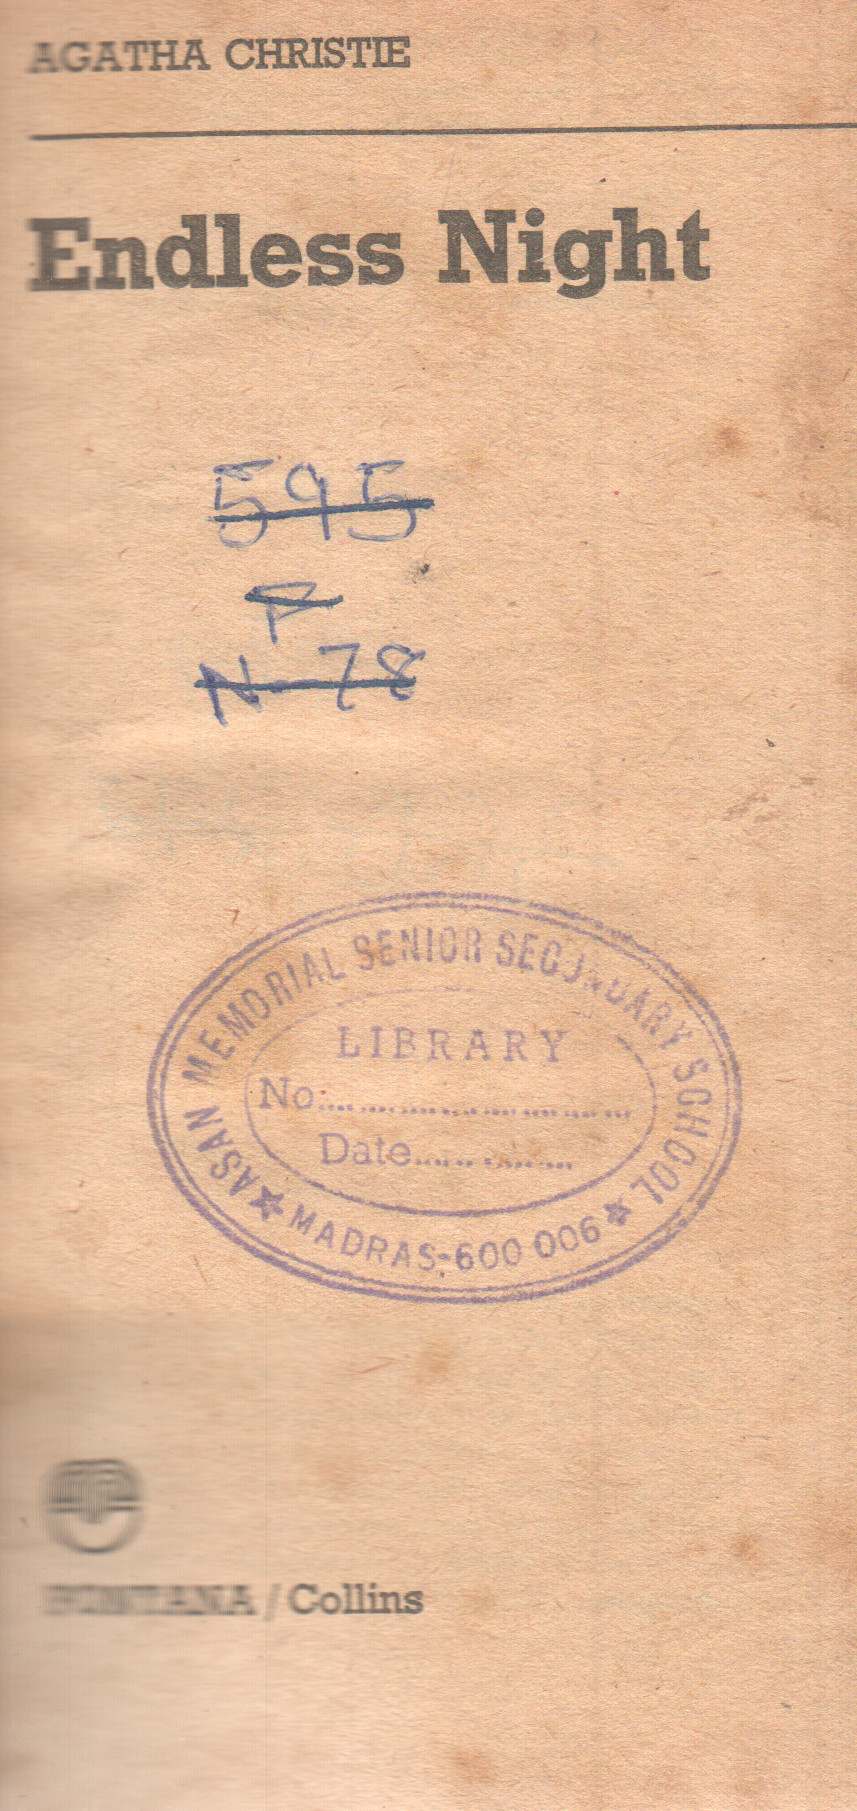 AGATHA CHRISTIE
Endless Night
595
F
N-78
ASAN MEMORIAL SENIOR SECONDARY SCHOOL
LIBRARY
No.................................
Date.....................
★ MADRAS-600 006 ★
FONTANA / Collins